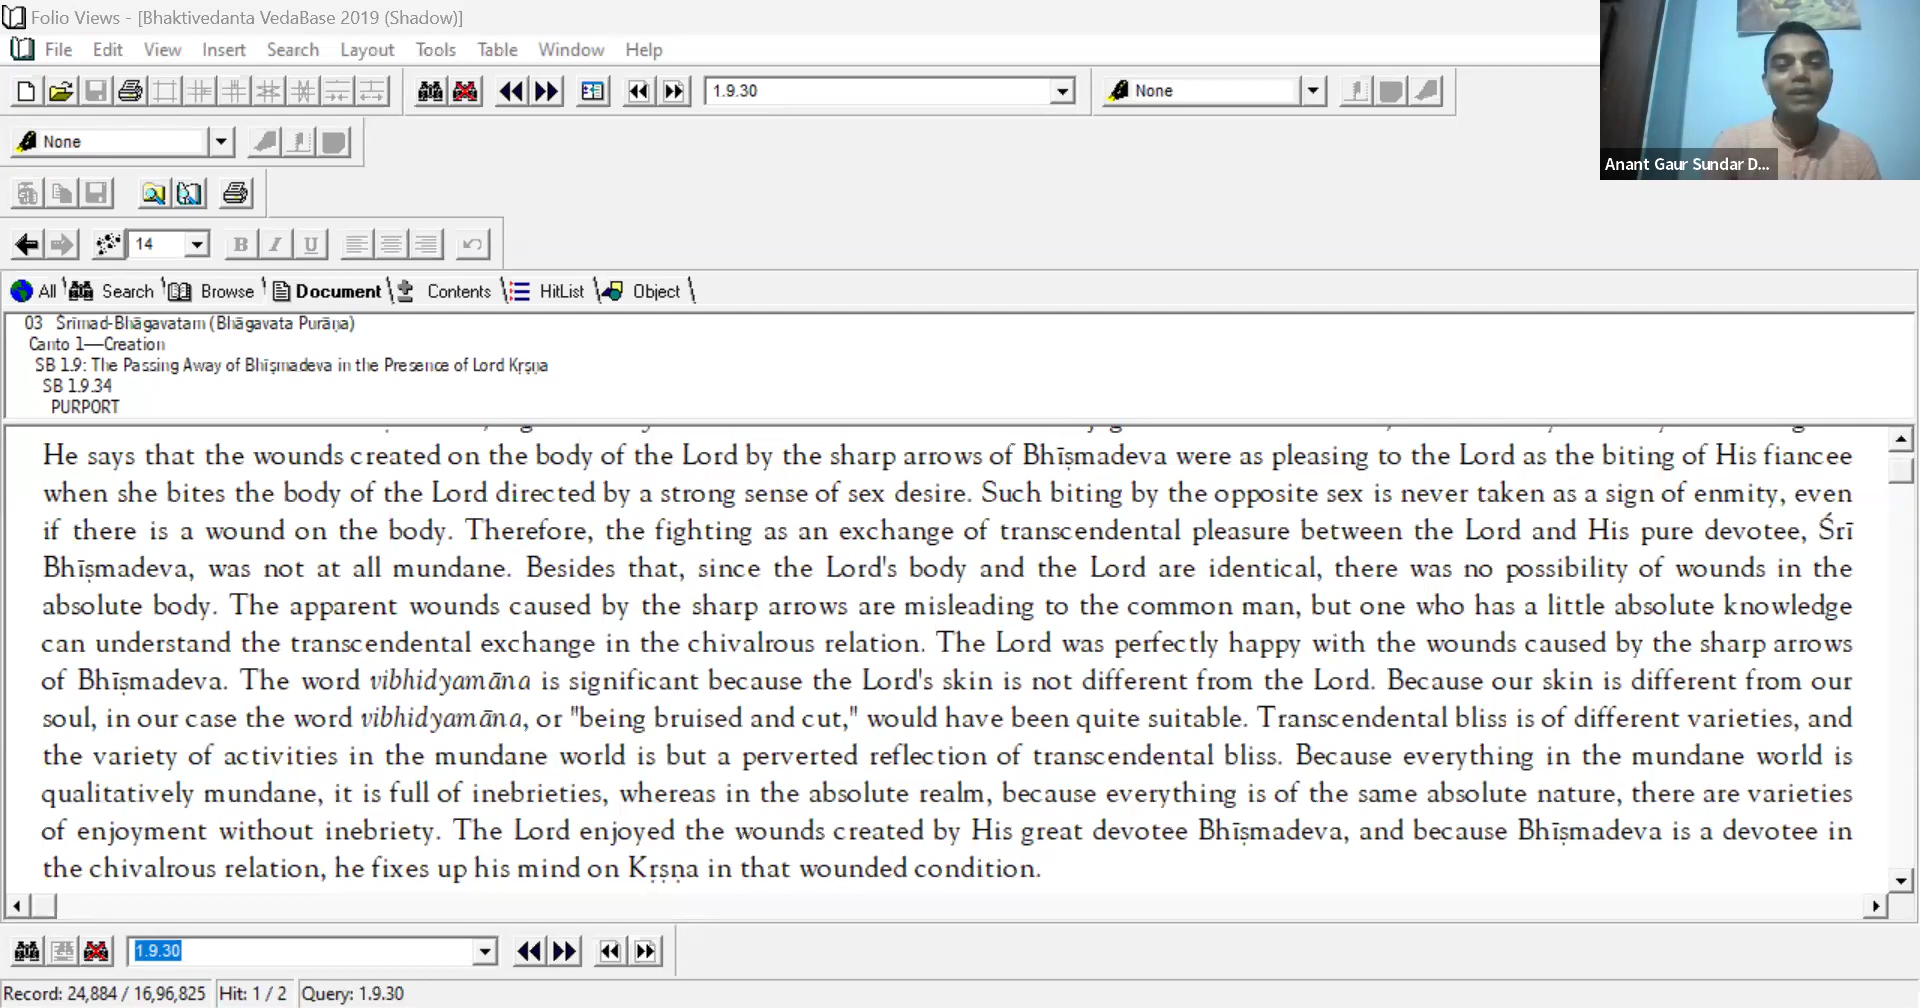 Folio Views - [Bhaktivedanta VedaBase 2019 (Shadow)]
File Edit View Insert Search Layout Tools Table Window Help
1.9.30 None
None
Anant Gaur Sundar D...
14 B I U
All Search Browse Document Contents HitList Object
03 Śrīmad-Bhāgavatam (Bhāgavata Purāṇa)
Canto 1—Creation
SB 1.9: The Passing Away of Bhīṣmadeva in the Presence of Lord Kṛṣṇa
SB 1.9.34
PURPORT
He says that the wounds created on the body of the Lord by the sharp arrows of Bhīṣmadeva were as pleasing to the Lord as the biting of His fiancee
when she bites the body of the Lord directed by a strong sense of sex desire. Such biting by the opposite sex is never taken as a sign of enmity, even
if there is a wound on the body. Therefore, the fighting as an exchange of transcendental pleasure between the Lord and His pure devotee, Śrī
Bhīṣmadeva, was not at all mundane. Besides that, since the Lord's body and the Lord are identical, there was no possibility of wounds in the
absolute body. The apparent wounds caused by the sharp arrows are misleading to the common man, but one who has a little absolute knowledge
can understand the transcendental exchange in the chivalrous relation. The Lord was perfectly happy with the wounds caused by the sharp arrows
of Bhīṣmadeva. The word vibhidyamāna is significant because the Lord's skin is not different from the Lord. Because our skin is different from our
soul, in our case the word vibhidyamāna, or "being bruised and cut," would have been quite suitable. Transcendental bliss is of different varieties, and
the variety of activities in the mundane world is but a perverted reflection of transcendental bliss. Because everything in the mundane world is
qualitatively mundane, it is full of inebrieties, whereas in the absolute realm, because everything is of the same absolute nature, there are varieties
of enjoyment without inebriety. The Lord enjoyed the wounds created by His great devotee Bhīṣmadeva, and because Bhīṣmadeva is a devotee in
the chivalrous relation, he fixes up his mind on Kṛṣṇa in that wounded condition.
1.9.30
Record: 24,884 / 16,96,825 Hit: 1 / 2 Query: 1.9.30